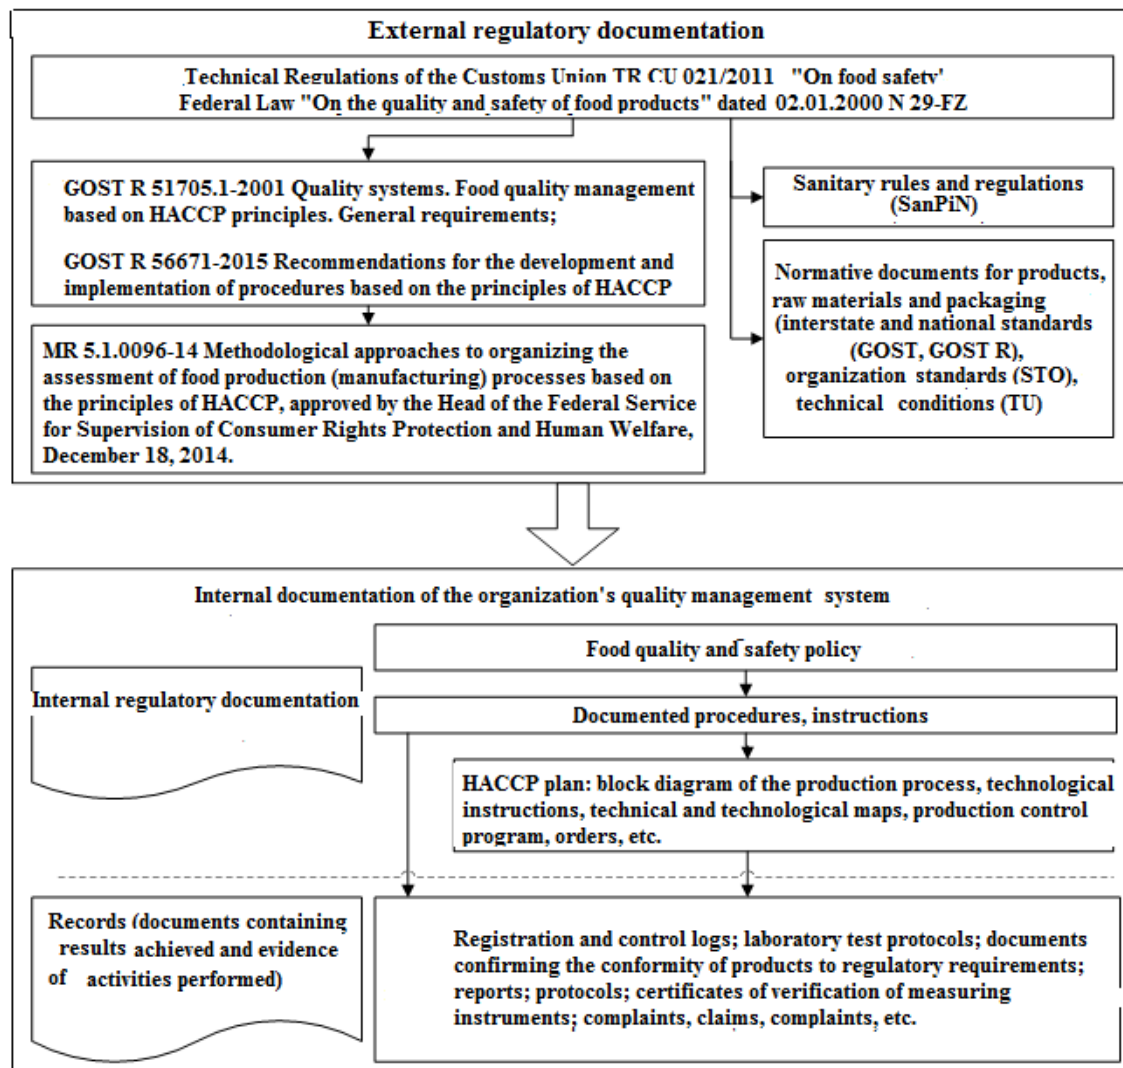 External regulatory documentation
Technical Regulations of the Customs Union TR CU 021/2011 "On food safety'
Federal Law "On the quality and safety of food products" dated 02.01.2000 N 29-FZ
GOST R 51705.1-2001 Quality systems. Food quality management
based on HACCP principles. General requirements;
GOST R 56671-2015 Recommendations for the development and
implementation of procedures based on the principles of HACCP
Sanitary rules and regulations
(SanPiN)
Normative documents for products,
raw materials and packaging
(interstate and national standards
(GOST, GOST R),
organization standards (STO),
technical conditions (TU)
MR 5.1.0096-14 Methodological approaches to organizing the
assessment of food production (manufacturing) processes based on
the principles of HACCP, approved by the Head of the Federal Service
for Supervision of Consumer Rights Protection and Human Welfare,
December 18, 2014.
Internal documentation of the organization's quality management system
Food quality and safety policy
Internal regulatory documentation
Documented procedures, instructions
HACCP plan: block diagram of the production process, technological
instructions, technical and technological maps, production control
program, orders, etc.
Records (documents containing
results achieved and evidence
of activities performed)
Registration and control logs; laboratory test protocols; documents
confirming the conformity of products to regulatory requirements;
reports; protocols; certificates of verification of measuring
instruments; complaints, claims, complaints, etc.